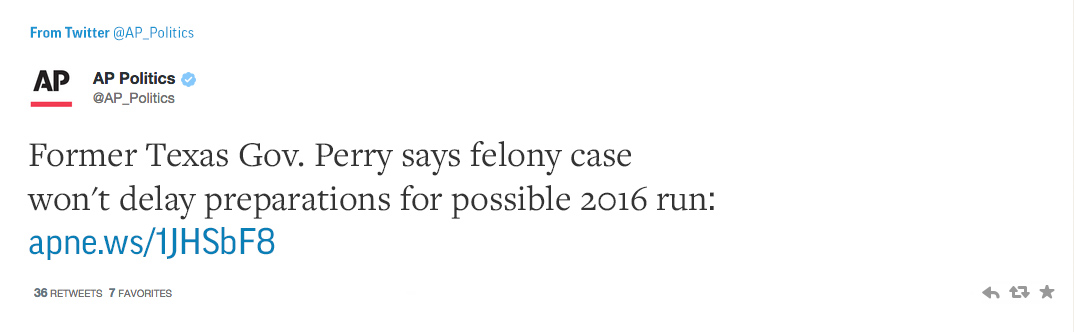 From Twitter @AP_Politics
AP
AP Politics
@AP_Politics
Former Texas Gov. Perry says felony case
won't delay preparations for possible 2016 run:
apne.ws/1JHSbF8
36 RETWEETS 7 FAVORITES